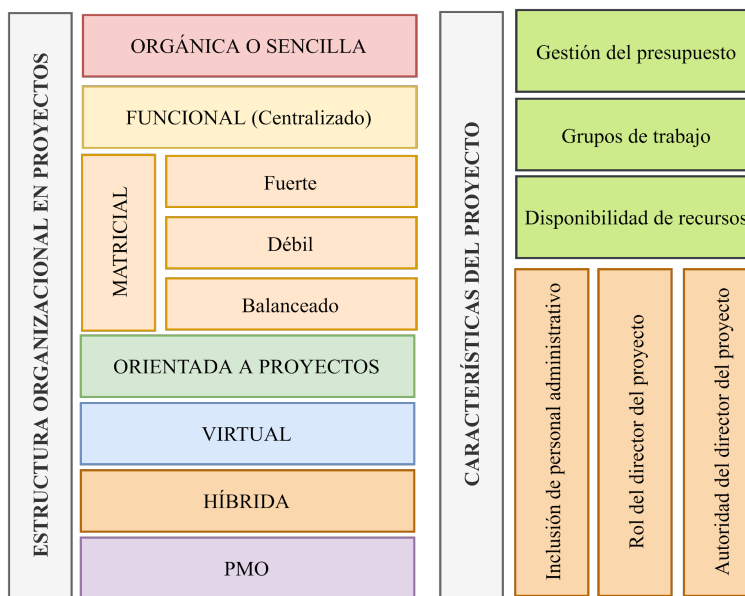 ESTRUCTURA ORGANIZACIONAL EN PROYECTOS
ORGÁNICA O SENCILLA
FUNCIONAL (Centralizado)
MATRICIAL
Fuerte
Débil
Balanceado
ORIENTADA A PROYECTOS
VIRTUAL
HÍBRIDA
PMO
CARACTERÍSTICAS DEL PROYECTO
Gestión del presupuesto
Grupos de trabajo
Disponibilidad de recursos
Inclusión de personal administrativo
Rol del director del proyecto
Autoridad del director del proyecto